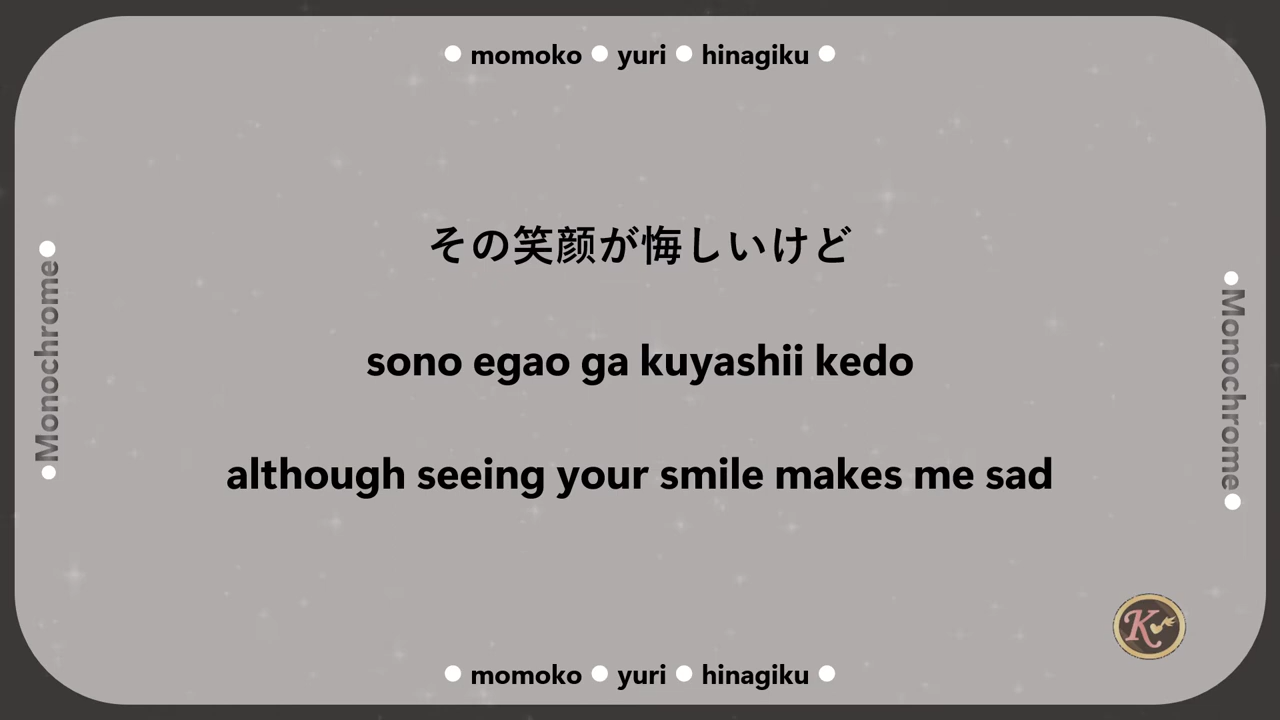 momoko yuri hinagiku
Monochrome
その笑顔が悔しいけど
sono egao ga kuyashii kedo
although seeing your smile makes me sad
Monochrome
K
momoko yuri hinagiku